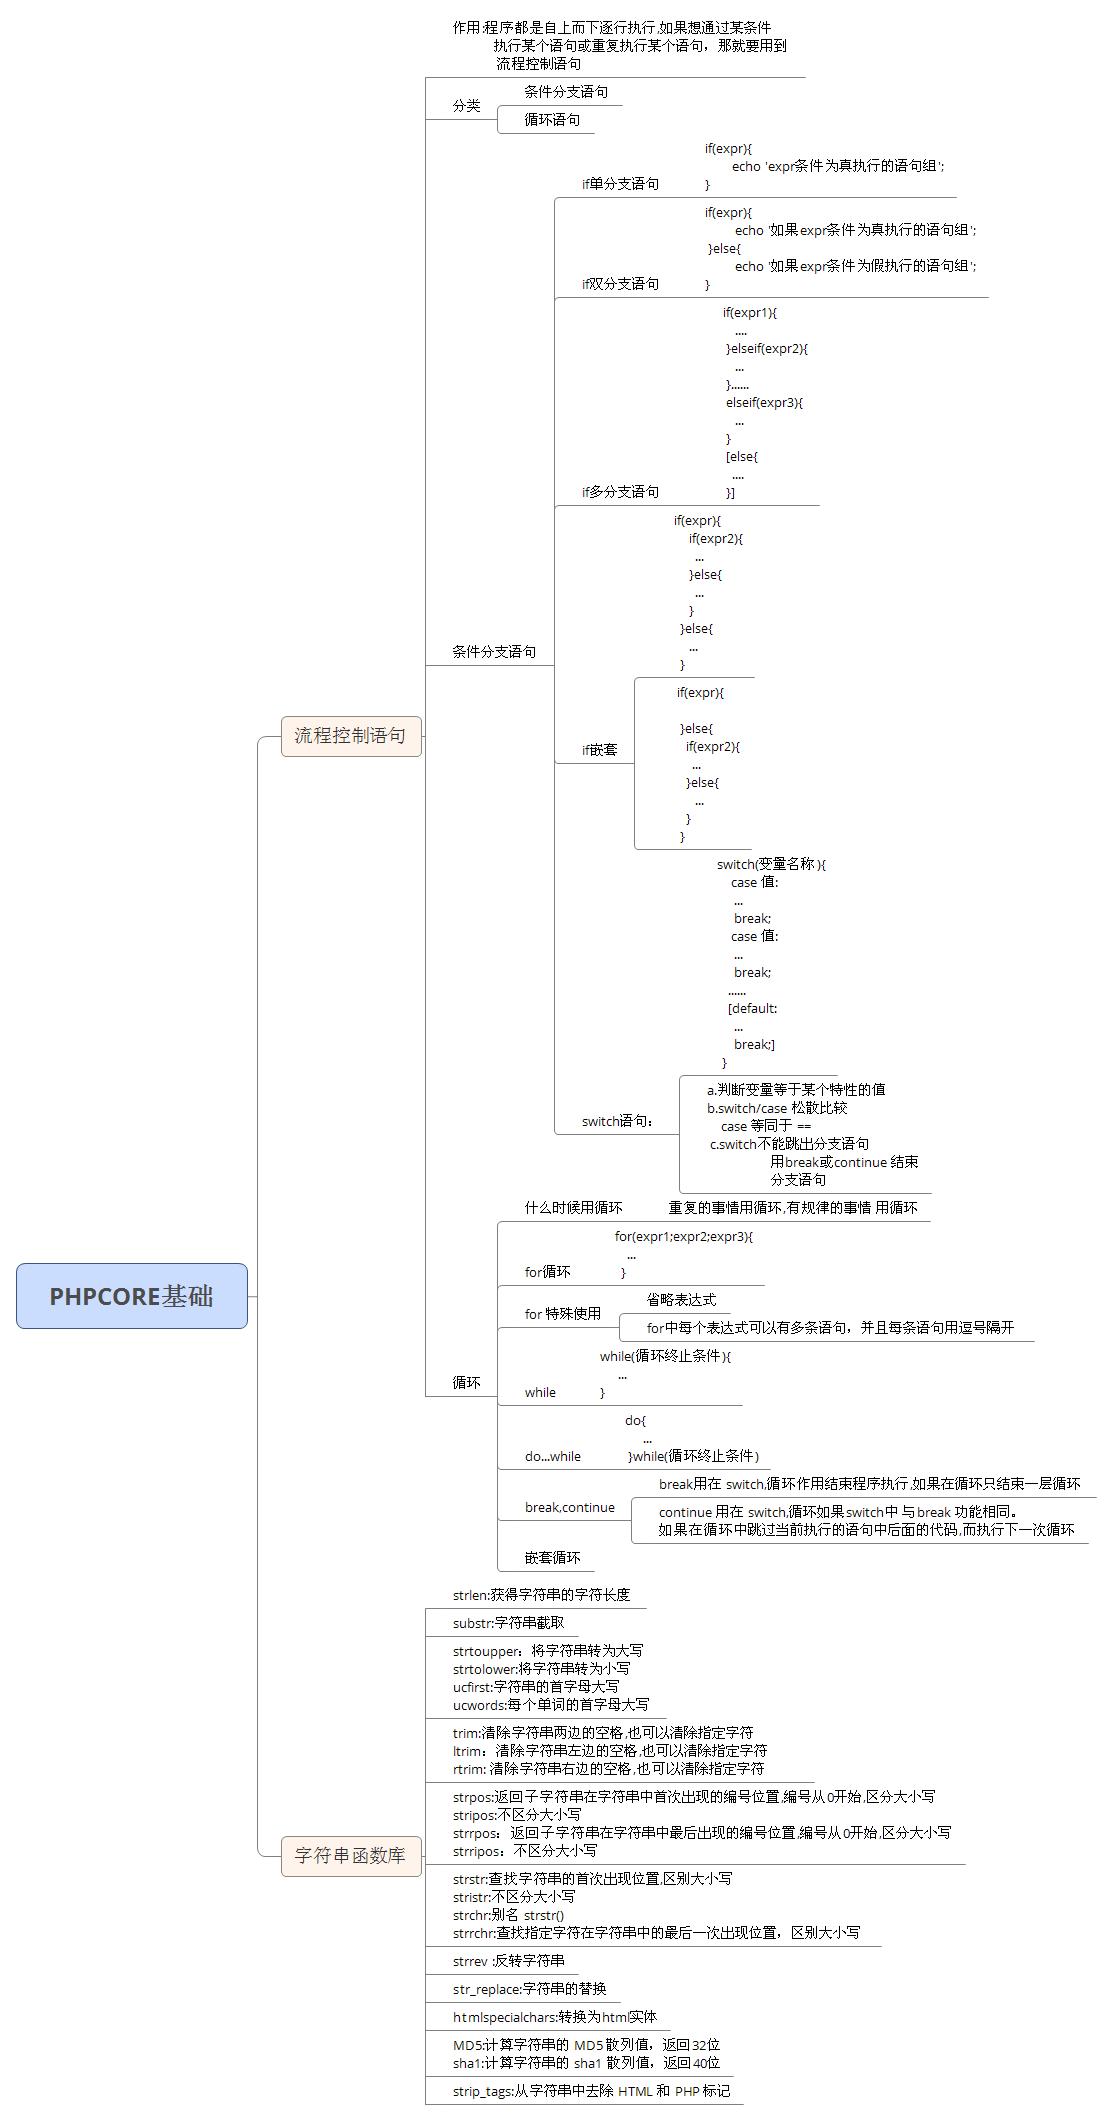 PHPCORE基础
流程控制语句
作用:程序都是自上而下逐行执行,如果想通过某条件
执行某个语句或重复执行某个语句，那就要用到
流程控制语句
分类
条件分支语句
循环语句
条件分支语句
if单分支语句
if(expr){
echo 'expr条件为真执行的语句组';
}
if双分支语句
if(expr){
echo '如果expr条件为真执行的语句组';
}else{
echo '如果expr条件为假执行的语句组';
}
if多分支语句
if(expr1){
....
}elseif(expr2){
...
}......
elseif(expr3){
...
}
[else{
....
}]
if嵌套
if(expr){
if(expr2){
...
}else{
...
}
}else{
...
}
if(expr){
}else{
if(expr2){
...
}else{
...
}
}
switch语句：
switch(变量名称){
case 值:
...
break;
case 值:
...
break;
......
[default:
...
break;]
}
a.判断变量等于某个特性的值
b.switch/case 松散比较
case 等同于 ==
c.switch不能跳出分支语句
用break或continue 结束
分支语句
循环
什么时候用循环
重复的事情用循环,有规律的事情 用循环
for循环
for(expr1;expr2;expr3){
...
}
for 特殊使用
省略表达式
for中每个表达式可以有多条语句，并且每条语句用逗号隔开
while
while(循环终止条件){
...
}
do...while
do{
...
}while(循环终止条件)
break,continue
break用在 switch,循环作用结束程序执行,如果在循环只结束一层循环
continue 用在 switch,循环如果switch中 与break 功能相同。
如果在循环中跳过当前执行的语句中后面的代码,而执行下一次循环
嵌套循环
字符串函数库
strlen:获得字符串的字符长度
substr:字符串截取
strtoupper：将字符串转为大写
strtolower:将字符串转为小写
ucfirst:字符串的首字母大写
ucwords:每个单词的首字母大写
trim:清除字符串两边的空格,也可以清除指定字符
ltrim：清除字符串左边的空格,也可以清除指定字符
rtrim: 清除字符串右边的空格,也可以清除指定字符
strpos:返回子字符串在字符串中首次出现的编号位置,编号从0开始,区分大小写
stripos:不区分大小写
strrpos：返回子字符串在字符串中最后出现的编号位置,编号从0开始,区分大小写
strripos：不区分大小写
strstr:查找字符串的首次出现位置,区别大小写
stristr:不区分大小写
strchr:别名 strstr()
strrchr:查找指定字符在字符串中的最后一次出现位置，区别大小写
strrev :反转字符串
str_replace:字符串的替换
htmlspecialchars:转换为html实体
MD5:计算字符串的 MD5 散列值，返回32位
sha1:计算字符串的 sha1 散列值，返回40位
strip_tags:从字符串中去除 HTML 和 PHP 标记